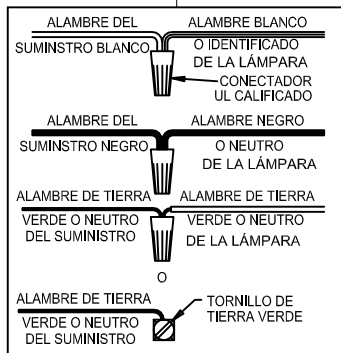 ALAMBRE DEL ALAMBRE BLANCO
SUMINSTRO BLANCO O IDENTIFICADO
DE LA LÁMPARA
CONECTADOR
UL CALIFICADO
ALAMBRE DEL ALAMBRE NEGRO
SUMINSTRO NEGRO O NEUTRO
DE LA LÁMPARA
ALAMBRE DE TIERRA ALAMBRE DE TIERRA
VERDE O NEUTRO VERDE O NEUTRO
DEL SUMINISTRO DE LA LÁMPARA
O
ALAMBRE DE TIERRA TORNILLO DE
TIERRA VERDE
VERDE O NEUTRO
DEL SUMINISTRO